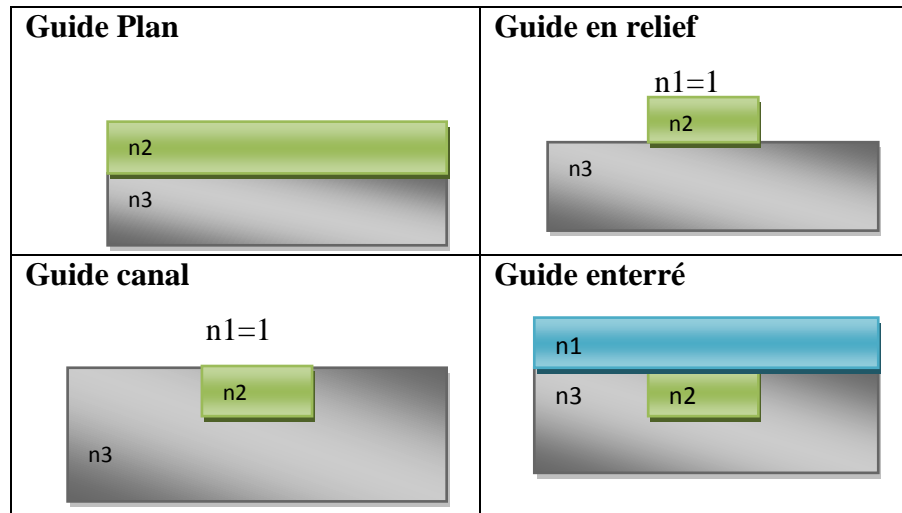 Guide Plan
n2
n3
Guide en relief
n1=1
n2
n3
Guide canal
n1=1
n2
n3
Guide enterré
n1
n3 n2